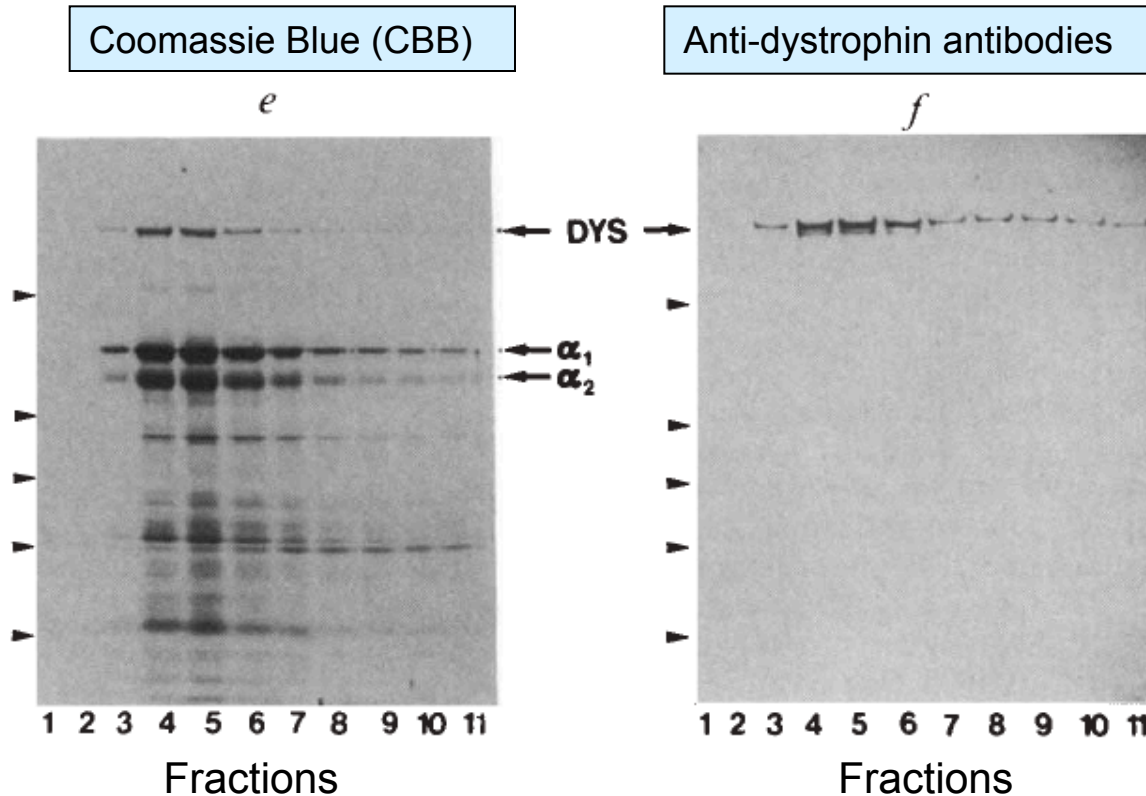 Coomassie Blue (CBB)
Anti-dystrophin antibodies
e
f
DYS
α₁
α₂
1 2 3 4 5 6 7 8 9 10 11
1 2 3 4 5 6 7 8 9 10 11
Fractions
Fractions